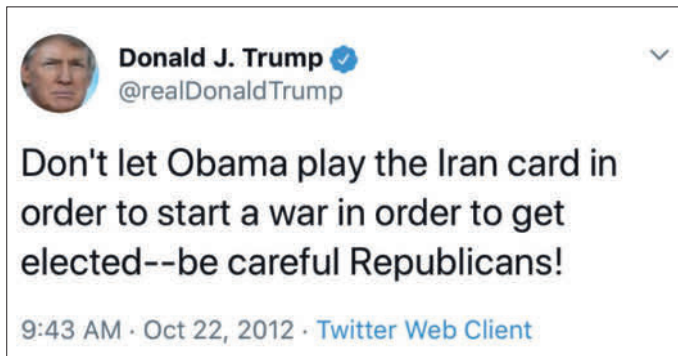 Donald J. Trump
@realDonaldTrump
Don't let Obama play the Iran card in
order to start a war in order to get
elected--be careful Republicans!
9:43 AM · Oct 22, 2012 · Twitter Web Client